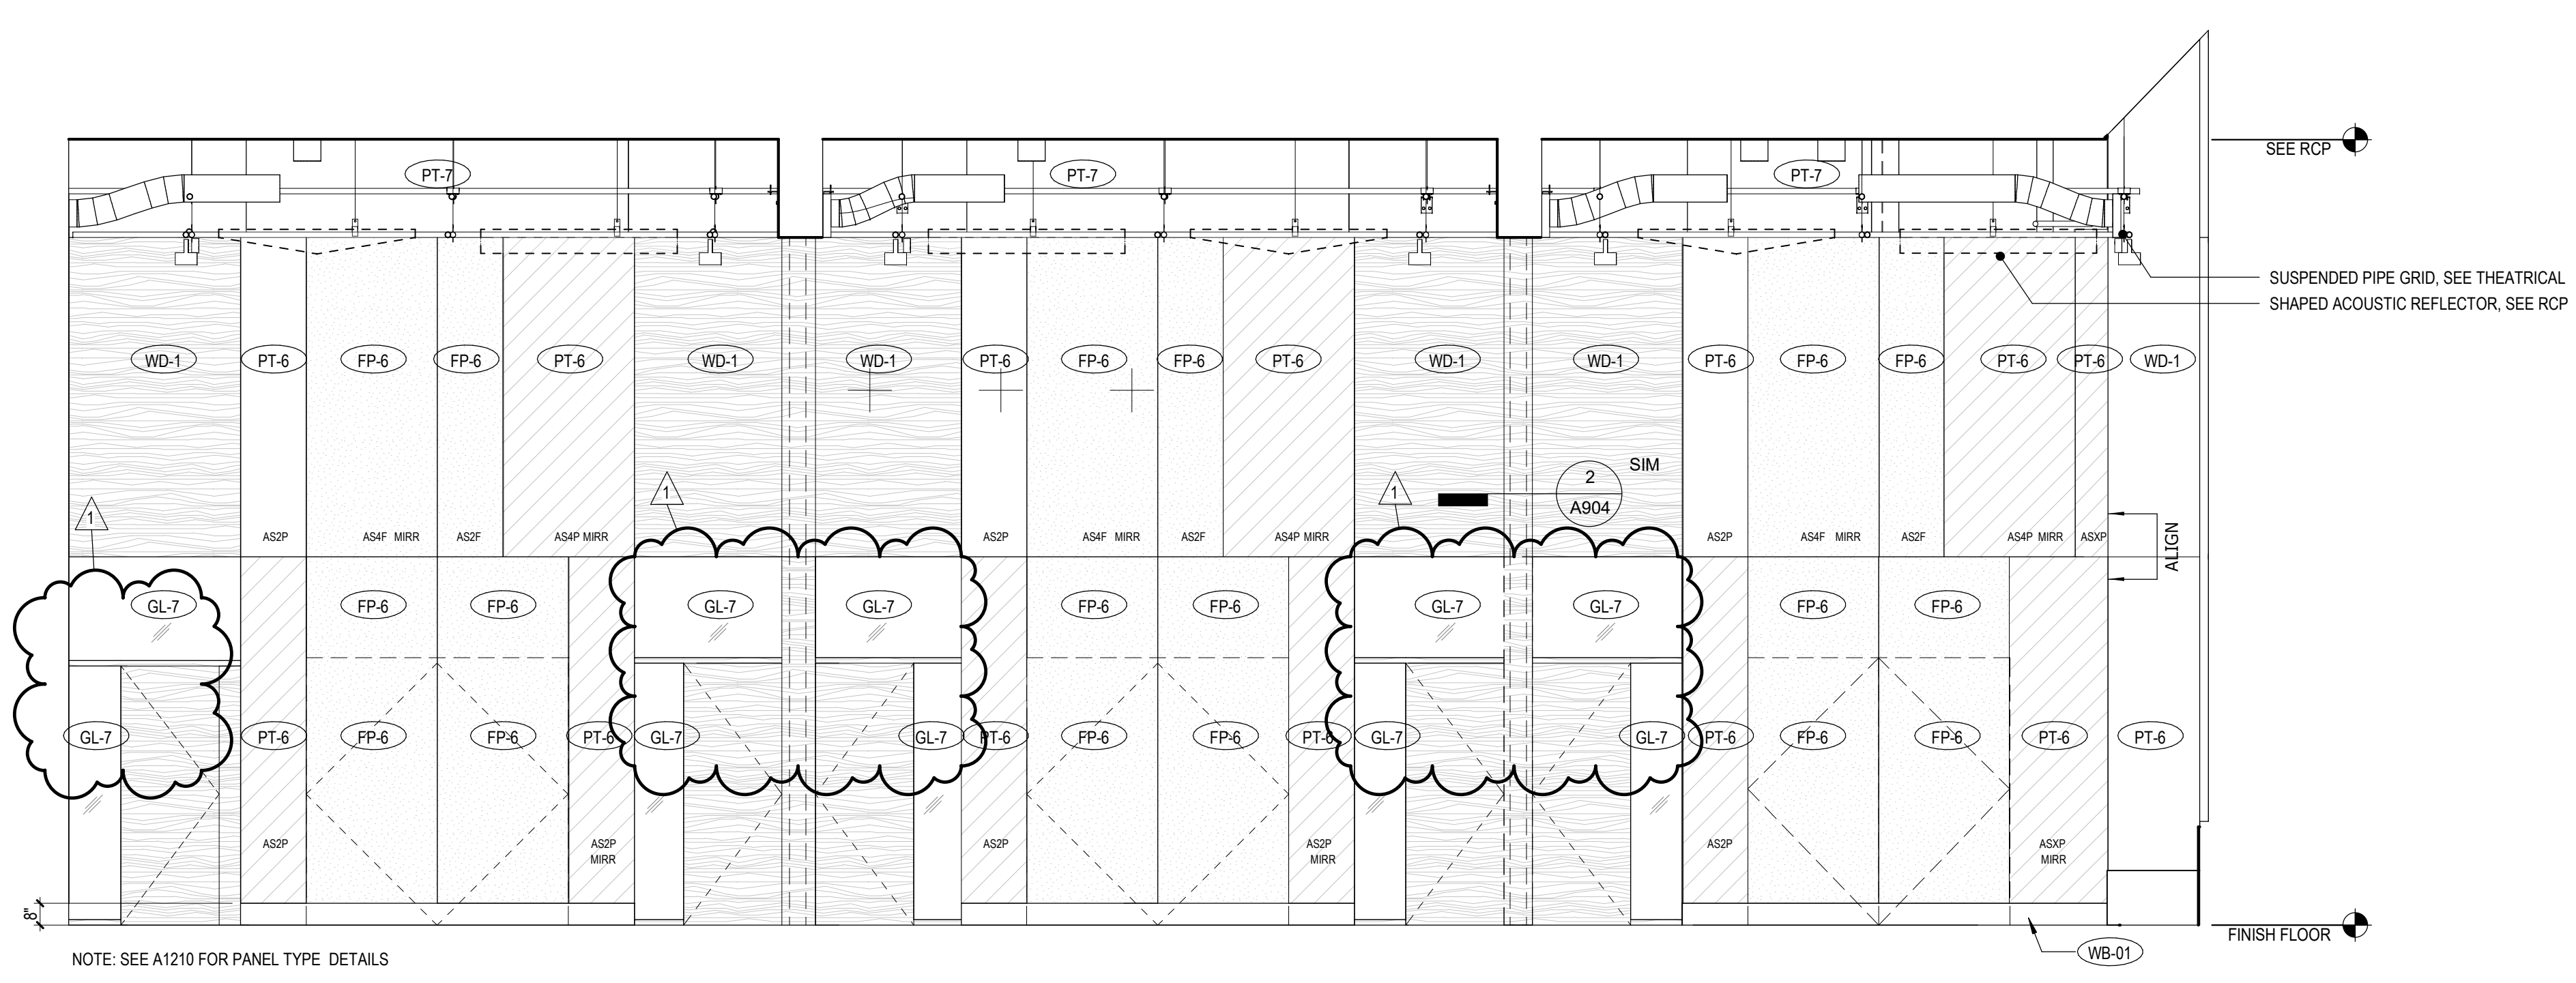 SEE RCP
PT-7
PT-7
PT-7
SUSPENDED PIPE GRID, SEE THEATRICAL
SHAPED ACOUSTIC REFLECTOR, SEE RCP
WD-1 PT-6 FP-6 FP-6 PT-6 WD-1 WD-1 PT-6 FP-6 FP-6 PT-6 WD-1 WD-1 PT-6 FP-6 FP-6 PT-6 PT-6 WD-1
SIM
2
A904
1
1
1
AS2P AS4F MIRR AS2F AS4P MIRR AS2P AS4F MIRR AS2F AS4P MIRR AS2P AS4F MIRR AS2F AS4P MIRR ASXP
ALIGN
GL-7 FP-6 FP-6 GL-7 GL-7 FP-6 FP-6 GL-7 GL-7 FP-6 FP-6
GL-7 PT-6 FP-6 FP-6 PT-6 GL-7 GL-7 PT-6 FP-6 FP-6 PT-6 GL-7 GL-7 PT-6 FP-6 FP-6 PT-6 PT-6
AS2P AS2P AS2P AS2P AS2P ASXP
MIRR MIRR MIRR
8"
FINISH FLOOR
WB-01
NOTE: SEE A1210 FOR PANEL TYPE DETAILS